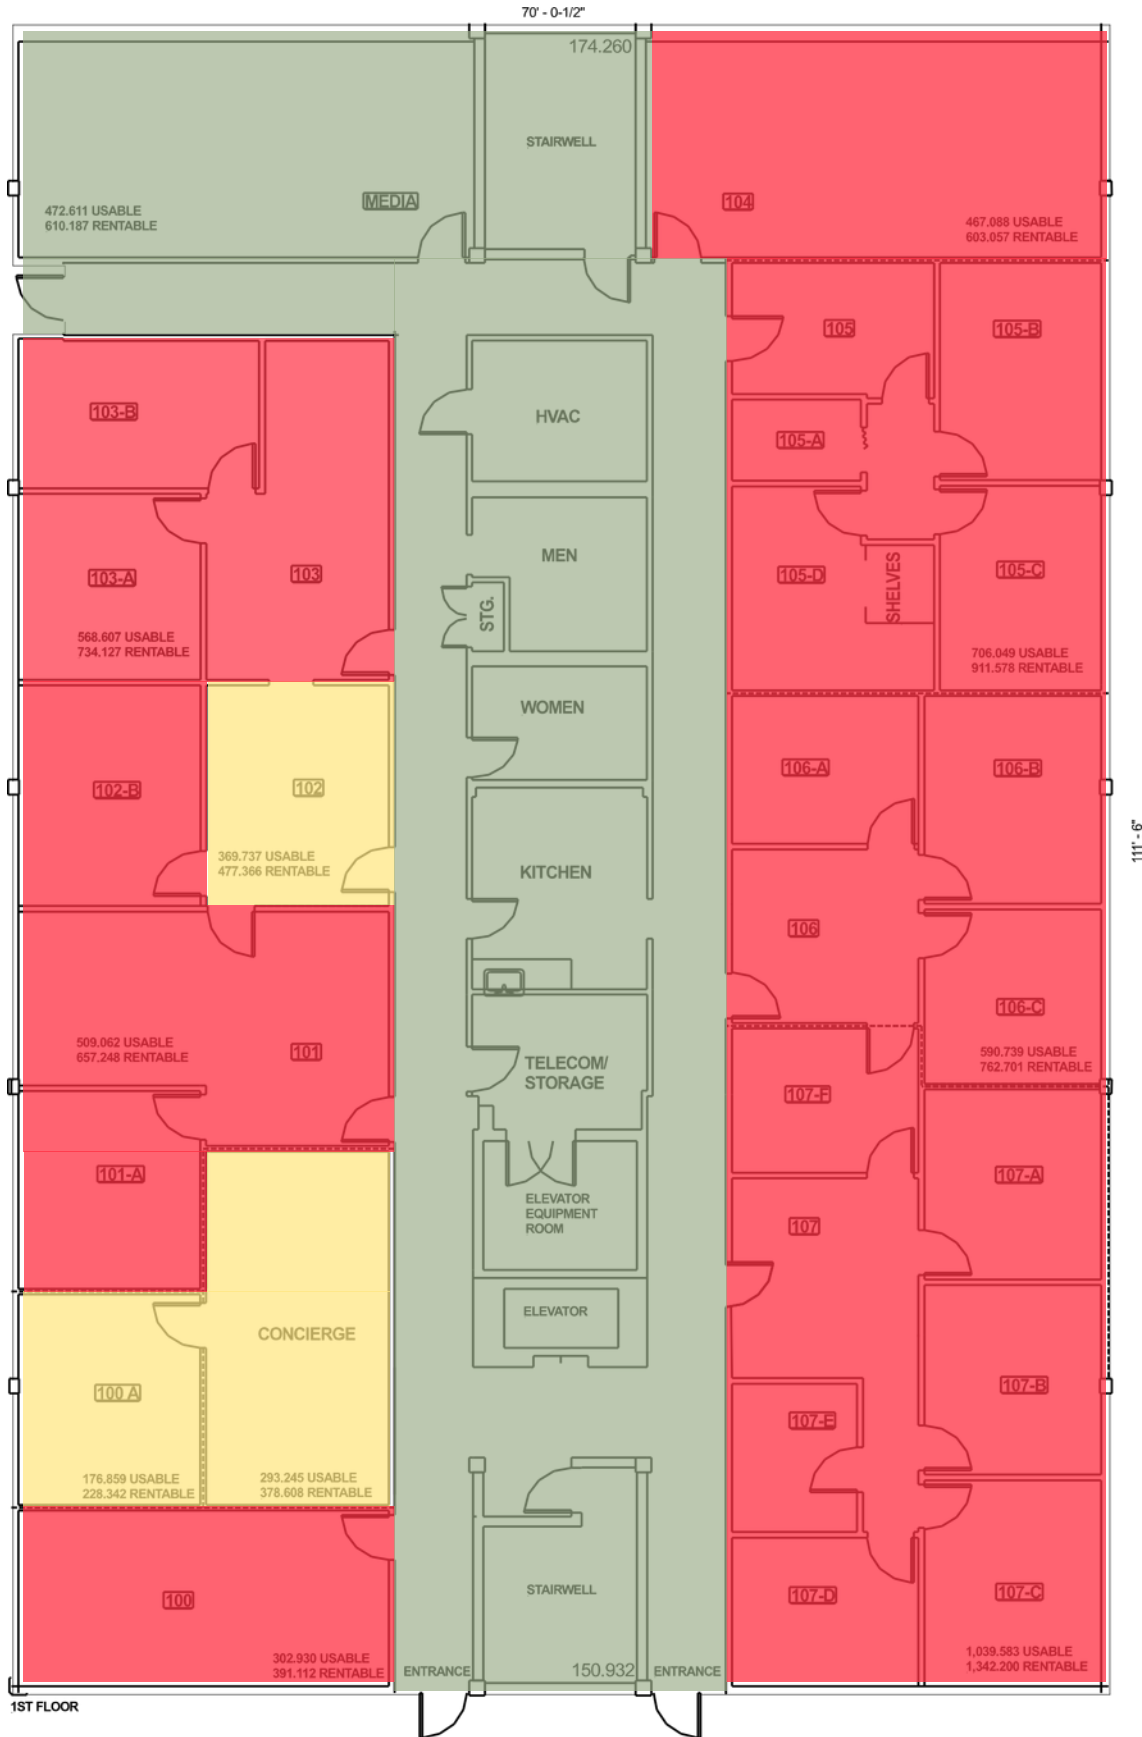 70' - 0-1/2"
174.260
STAIRWELL
MEDIA
472.611 USABLE
610.187 RENTABLE
104
467.088 USABLE
603.057 RENTABLE
105
105-B
103-B
HVAC
105-A
MEN
103-A
103
105-D
SHELVES
105-C
STG.
568.607 USABLE
734.127 RENTABLE
706.049 USABLE
911.578 RENTABLE
WOMEN
106-A
106-B
102-B
102
111' - 6"
369.737 USABLE
477.366 RENTABLE
KITCHEN
106
106-C
509.062 USABLE
657.248 RENTABLE
101
590.739 USABLE
762.701 RENTABLE
TELECOM/
STORAGE
107-F
101-A
107-A
ELEVATOR
EQUIPMENT
ROOM
107
ELEVATOR
CONCIERGE
100 A
107-B
107-E
176.859 USABLE
228.342 RENTABLE
293.245 USABLE
378.608 RENTABLE
STAIRWELL
100
107-D
107-C
302.930 USABLE
391.112 RENTABLE
ENTRANCE
150.932
ENTRANCE
1,039.583 USABLE
1,342.200 RENTABLE
1ST FLOOR